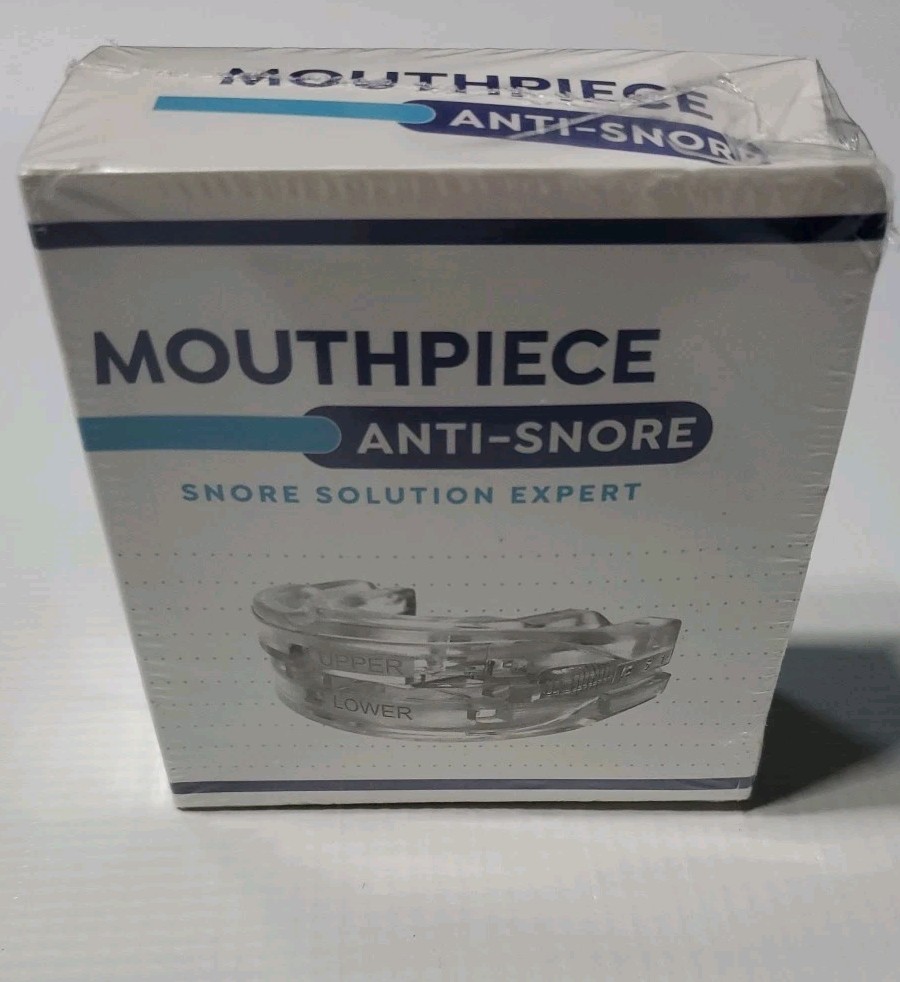 MOUTHPIECE
ANTI-SNORE
MOUTHPIECE
ANTI-SNORE
SNORE SOLUTION EXPERT
UPPER
LOWER